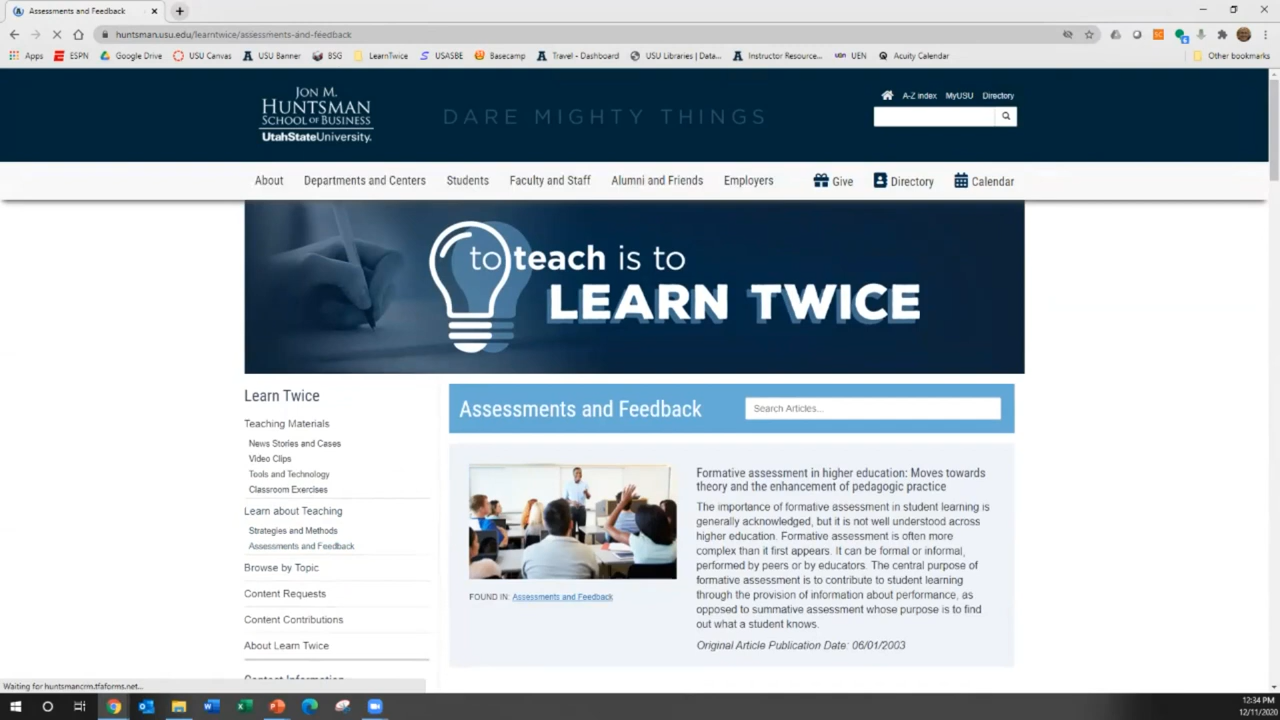 Assessments and Feedback
huntsman.usu.edu/learntwice/assessments-and-feedback
Apps ESPN Google Drive USU Banner USU Banner BSG LearnTwice USASBE Basecamp Travel - Dashboard USU Libraries | Data... Instructor Resource... UEN Acuity Calendar Other bookmarks
JON M.
HUNTSMAN
SCHOOL OF BUSINESS
UtahStateUniversity.
DARE MIGHTY THINGS
A-Z index MyUSU Directory
About Departments and Centers Students Faculty and Staff Alumni and Friends Employers Give Directory Calendar
to teach is to
LEARN TWICE
Learn Twice
Teaching Materials
News Stories and Cases
Video Clips
Tools and Technology
Classroom Exercises
Learn about Teaching
Strategies and Methods
Assessments and Feedback
Browse by Topic
Content Requests
Content Contributions
About Learn Twice
Contact Information
Assessments and Feedback
Search Articles...
Formative assessment in higher education: Moves towards
theory and the enhancement of pedagogic practice
The importance of formative assessment in student learning is
generally acknowledged, but it is not well understood across
higher education. Formative assessment is often more
complex than it first appears. It can be formal or informal,
performed by peers or by educators. The central purpose of
formative assessment is to contribute to student learning
through the provision of information about performance, as
opposed to summative assessment whose purpose is to find
out what a student knows.
Original Article Publication Date: 06/01/2003
FOUND IN: Assessments and Feedback
Waiting for huntsmancrm.tfaforms.net...
12:34 PM
12/11/2020